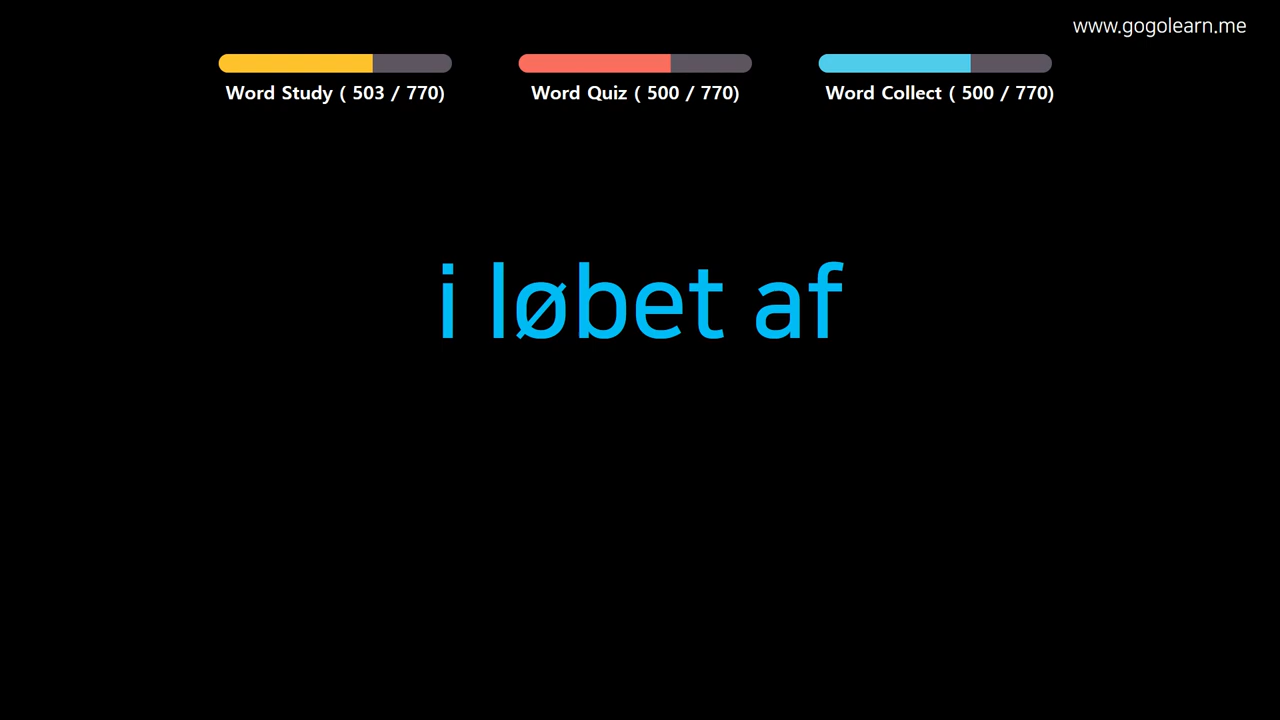 www.gogolearn.me
Word Study ( 503 / 770)
Word Quiz ( 500 / 770)
Word Collect ( 500 / 770)
i løbet af